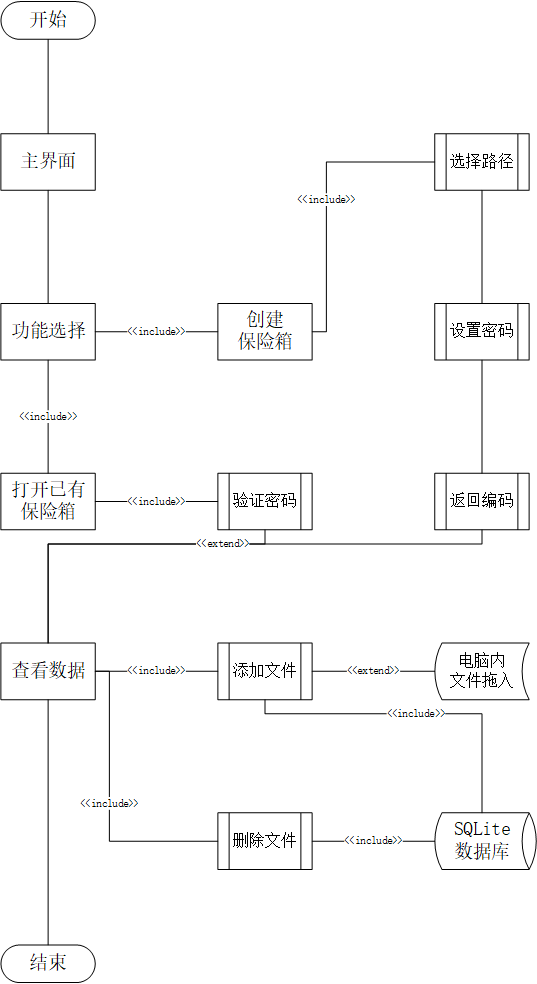 开始
主界面
选择路径
<<include>>
功能选择
<<include>>
创建
保险箱
设置密码
<<include>>
打开已有
保险箱
<<include>>
验证密码
返回编码
<<extend>>
查看数据
<<include>>
添加文件
<<extend>>
电脑内
文件拖入
<<include>>
<<include>>
删除文件
<<include>>
SQLite
数据库
结束